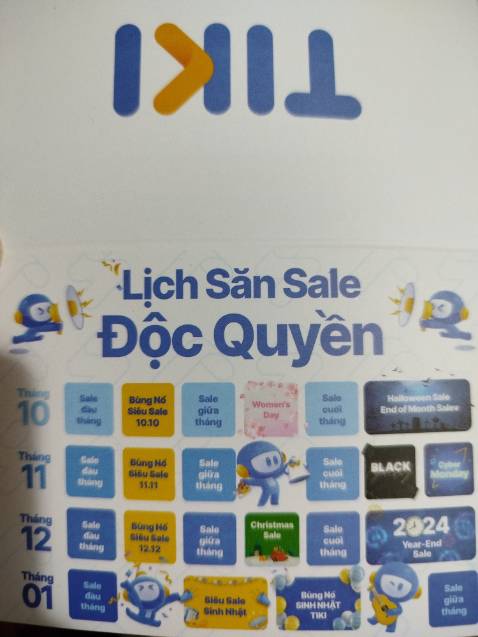 TIKI
Lịch Săn Sale
Độc Quyền
Tháng
10
Sale
đầu
tháng
Bùng Nổ
Siêu Sale
10.10
Sale
giữa
tháng
Women's
Day
Sale
cuối
tháng
Halloween Sale
End of Month Sale
Tháng
11
Sale
đầu
tháng
Bùng Nổ
Siêu Sale
11.11
Sale
giữa
tháng
Sale
cuối
tháng
BLACK
Cyber
Monday
Tháng
12
Sale
đầu
tháng
Bùng Nổ
Siêu Sale
12.12
Sale
giữa
tháng
Christmas
Sale
Sale
cuối
tháng
2024
Year-End
Sale
Tháng
01
Sale
đầu
tháng
Siêu Sale
Sinh Nhật
Bùng Nổ
SINH NHẬT
TIKI
Sale
giữa
tháng